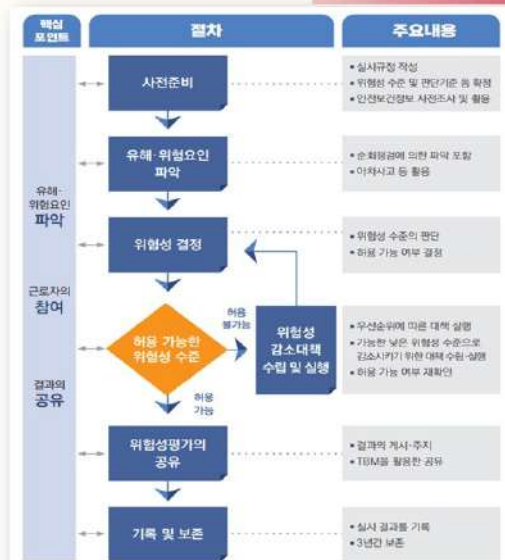 핵심
포인트
절차
주요내용
사전준비
• 실시규정 작성
• 위험성 수준 및 판단기준 등 확정
• 안전보건정보 사전조사 및 활용
유해·위험요인
파악
• 순회점검에 의한 파악 포함
• 아차사고 등 활용
유해·
위험요인
파악
위험성 결정
• 위험성 수준의 판단
• 허용 가능 여부 결정
근로자의
참여
허용 가능한
위험성 수준
허용
불가능
위험성
감소대책
수립 및 실행
• 우선순위에 따른 대책 실행
• 가능한 낮은 위험성 수준으로
감소시키기 위한 대책 수립·실행
• 허용 가능 여부 재확인
결과의
공유
허용
가능
위험성평가의
공유
• 결과의 게시·주지
• TBM을 활용한 공유
기록 및 보존
• 실시 결과를 기록
• 3년간 보존